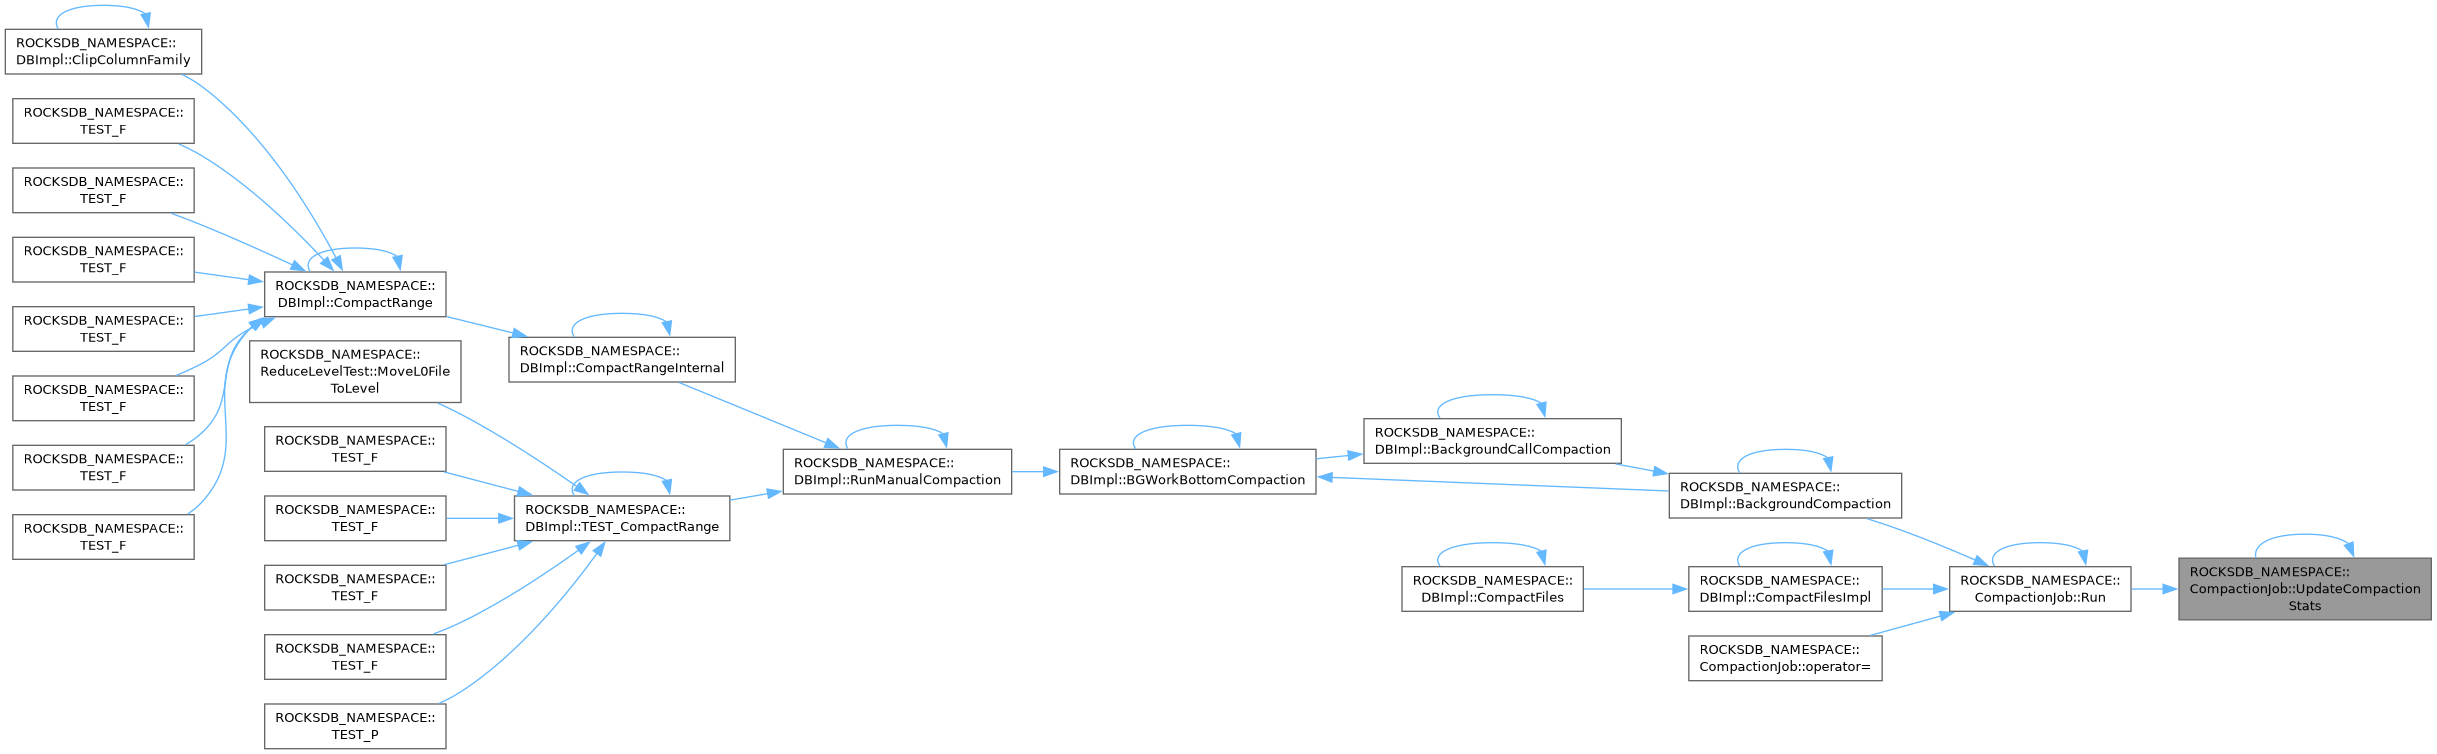 ROCKSDB_NAMESPACE::
DBImpl::ClipColumnFamily
ROCKSDB_NAMESPACE::
TEST_F
ROCKSDB_NAMESPACE::
TEST_F
ROCKSDB_NAMESPACE::
TEST_F
ROCKSDB_NAMESPACE::
TEST_F
ROCKSDB_NAMESPACE::
TEST_F
ROCKSDB_NAMESPACE::
TEST_F
ROCKSDB_NAMESPACE::
TEST_F
ROCKSDB_NAMESPACE::
DBImpl::CompactRange
ROCKSDB_NAMESPACE::
ReduceLevelTest::MoveL0File
ToLevel
ROCKSDB_NAMESPACE::
TEST_F
ROCKSDB_NAMESPACE::
TEST_F
ROCKSDB_NAMESPACE::
TEST_F
ROCKSDB_NAMESPACE::
TEST_F
ROCKSDB_NAMESPACE::
TEST_P
ROCKSDB_NAMESPACE::
DBImpl::CompactRangeInternal
ROCKSDB_NAMESPACE::
DBImpl::TEST_CompactRange
ROCKSDB_NAMESPACE::
DBImpl::RunManualCompaction
ROCKSDB_NAMESPACE::
DBImpl::BGWorkBottomCompaction
ROCKSDB_NAMESPACE::
DBImpl::BackgroundCallCompaction
ROCKSDB_NAMESPACE::
DBImpl::CompactFiles
ROCKSDB_NAMESPACE::
DBImpl::BackgroundCompaction
ROCKSDB_NAMESPACE::
DBImpl::CompactFilesImpl
ROCKSDB_NAMESPACE::
CompactionJob::operator=
ROCKSDB_NAMESPACE::
CompactionJob::Run
ROCKSDB_NAMESPACE::
CompactionJob::UpdateCompaction
Stats